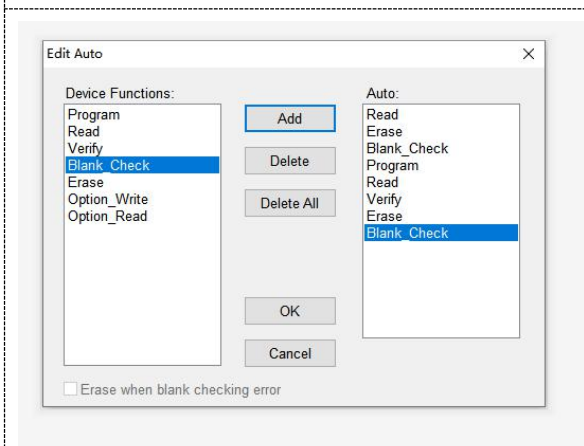 Edit Auto
Device Functions:
Program
Read
Verify
Blank_Check
Erase
Option_Write
Option_Read
Add
Delete
Delete All
OK
Cancel
Auto:
Read
Erase
Blank_Check
Program
Read
Verify
Erase
Blank_Check
Erase when blank checking error